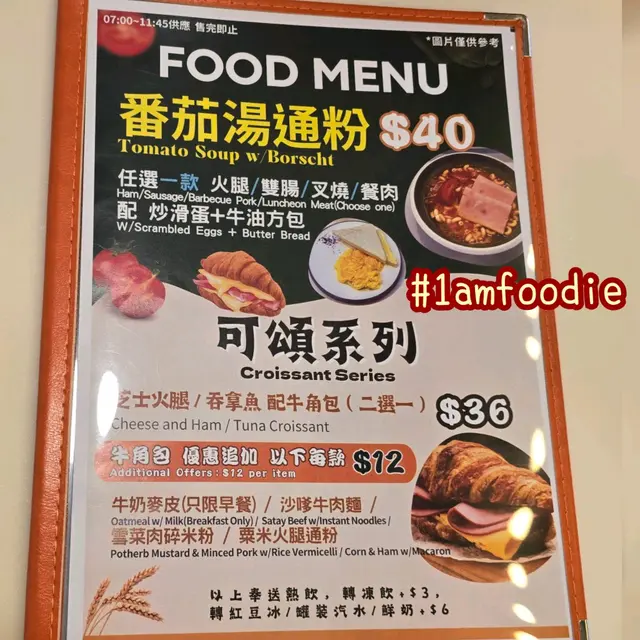 07:00~11:45供應 售完即止
*圖片僅供參考
FOOD MENU
番茄湯通粉 $40
Tomato Soup w/Borscht
任選一款 火腿/雙腸/叉燒/餐肉
Ham/Sausage/Barbecue Pork/Luncheon Meat(Choose one)
配 炒滑蛋+牛油方包
W/Scrambled Eggs + Butter Bread
#1amfoodie
可頌系列
Croissant Series
芝士火腿 / 吞拿魚 配牛角包 ( 二選一 ) $36
Cheese and Ham / Tuna Croissant
牛角包 優惠追加 以下每款 $12
Additional Offers: $12 per item
牛奶麥皮(只限早餐) / 沙嗲牛肉麵 /
Oatmeal w/ Milk(Breakfast Only) / Satay Beef w/Instant Noodles /
雪菜肉碎米粉 / 粟米火腿通粉
Potherb Mustard & Minced Pork w/Rice Vermicelli / Corn & Ham w/Macaron
以上奉送熱飲, 轉凍飲+$3,
轉紅豆冰/罐裝汽水/鮮奶+$6